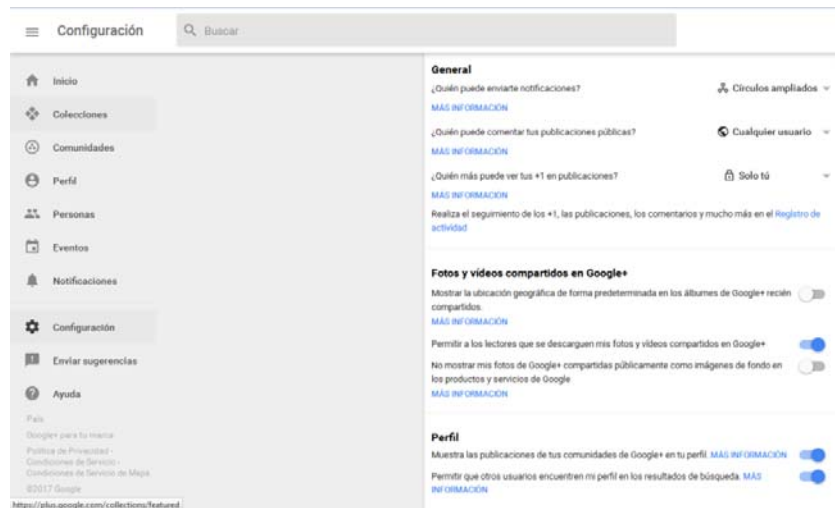 Configuración
Buscar
Inicio
Colecciones
Comunidades
Perfil
Personas
Eventos
Notificaciones
Configuración
Enviar sugerencias
Ayuda
País
Google+ para tu marca
Política de Privacidad -
Condiciones de Servicio -
Condiciones de Servicio de Maps
©2017 Google
https://plus.google.com/collections/featured
General
¿Quién puede enviarte notificaciones? Círculos ampliados
MÁS INFORMACIÓN
¿Quién puede comentar tus publicaciones públicas? Cualquier usuario
MÁS INFORMACIÓN
¿Quién más puede ver tus +1 en publicaciones? Solo tú
MÁS INFORMACIÓN
Realiza el seguimiento de los +1, las publicaciones, los comentarios y mucho más en el Registro de
actividad
Fotos y vídeos compartidos en Google+
Mostrar la ubicación geográfica de forma predeterminada en los álbumes de Google+ recién
compartidos.
MÁS INFORMACIÓN
Permitir a los lectores que se descarguen mis fotos y vídeos compartidos en Google+
No mostrar mis fotos de Google+ compartidas públicamente como imágenes de fondo en
los productos y servicios de Google
MÁS INFORMACIÓN
Perfil
Muestra las publicaciones de tus comunidades de Google+ en tu perfil. MÁS INFORMACIÓN
Permitir que otros usuarios encuentren mi perfil en los resultados de búsqueda. MÁS
INFORMACIÓN